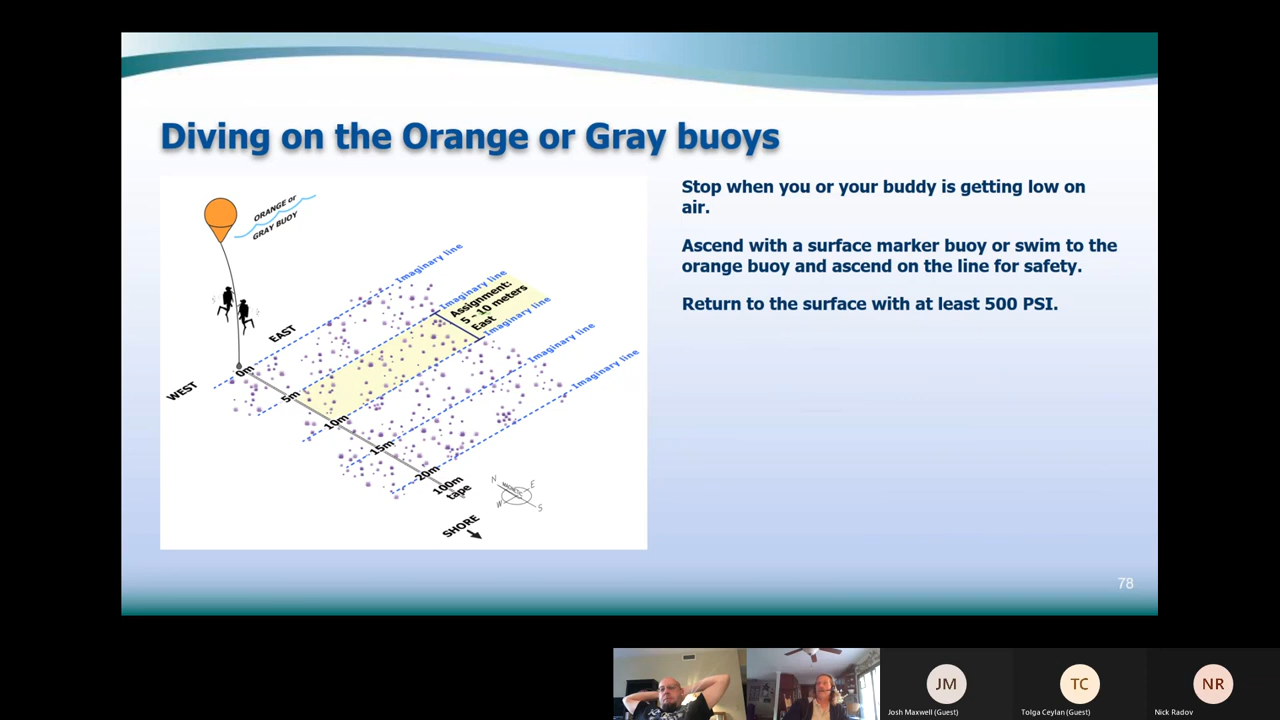 Diving on the Orange or Gray buoys
ORANGE or
GRAY BUOY
Imaginary line
Imaginary line
Assignment:
5 - 10 meters
East
Imaginary line
Imaginary line
Imaginary line
EAST
WEST
0m
5m
10m
15m
20m
100m
tape
N
E
MAGNETIC
W
S
SHORE
Stop when you or your buddy is getting low on
air.
Ascend with a surface marker buoy or swim to the
orange buoy and ascend on the line for safety.
Return to the surface with at least 500 PSI.
78
JM
TC
NR
Josh Maxwell (Guest)
Tolga Ceylan (Guest)
Nick Radov